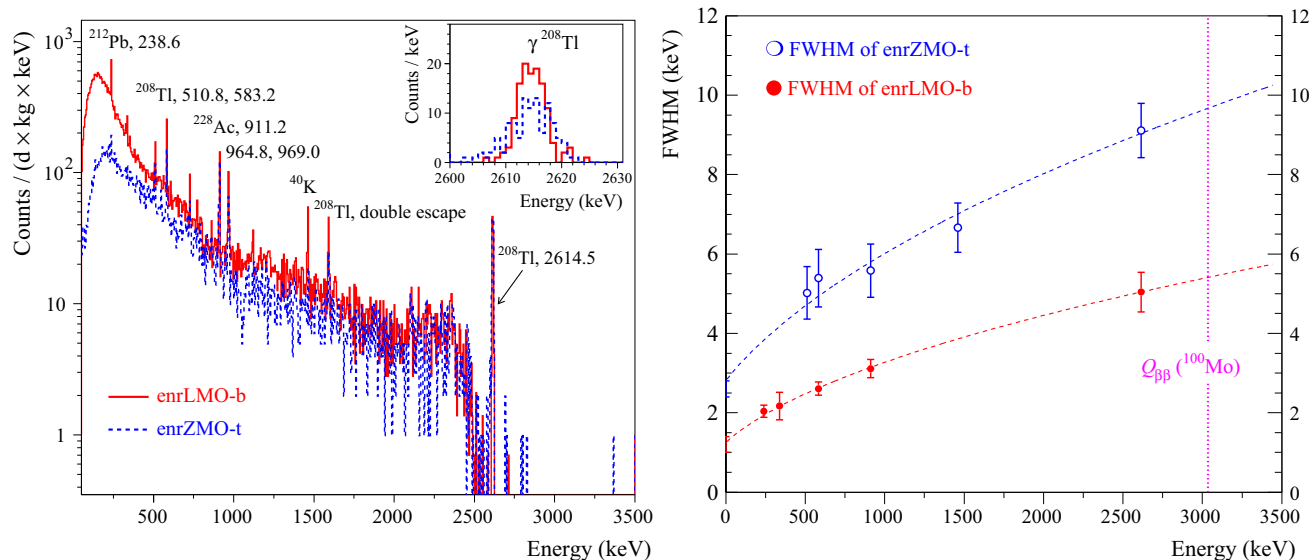 Counts / (d × kg × keV)
10³
10²
10
1
²¹²Pb, 238.6
²⁰⁸Tl, 510.8, 583.2
²²⁸Ac, 911.2
964.8, 969.0
⁴⁰K
²⁰⁸Tl, double escape
²⁰⁸Tl, 2614.5
enrLMO-b
enrZMO-t
500 1000 1500 2000 2500 3000 3500
Energy (keV)
Counts / keV
20
10
0
γ ²⁰⁸Tl
2600 2610 2620 2630
Energy (keV)
FWHM (keV)
12 12
10 10
8 8
6 6
4 4
2 2
0 0
FWHM of enrZMO-t
FWHM of enrLMO-b
Qββ (¹⁰⁰Mo)
0 500 1000 1500 2000 2500 3000 3500
Energy (keV)